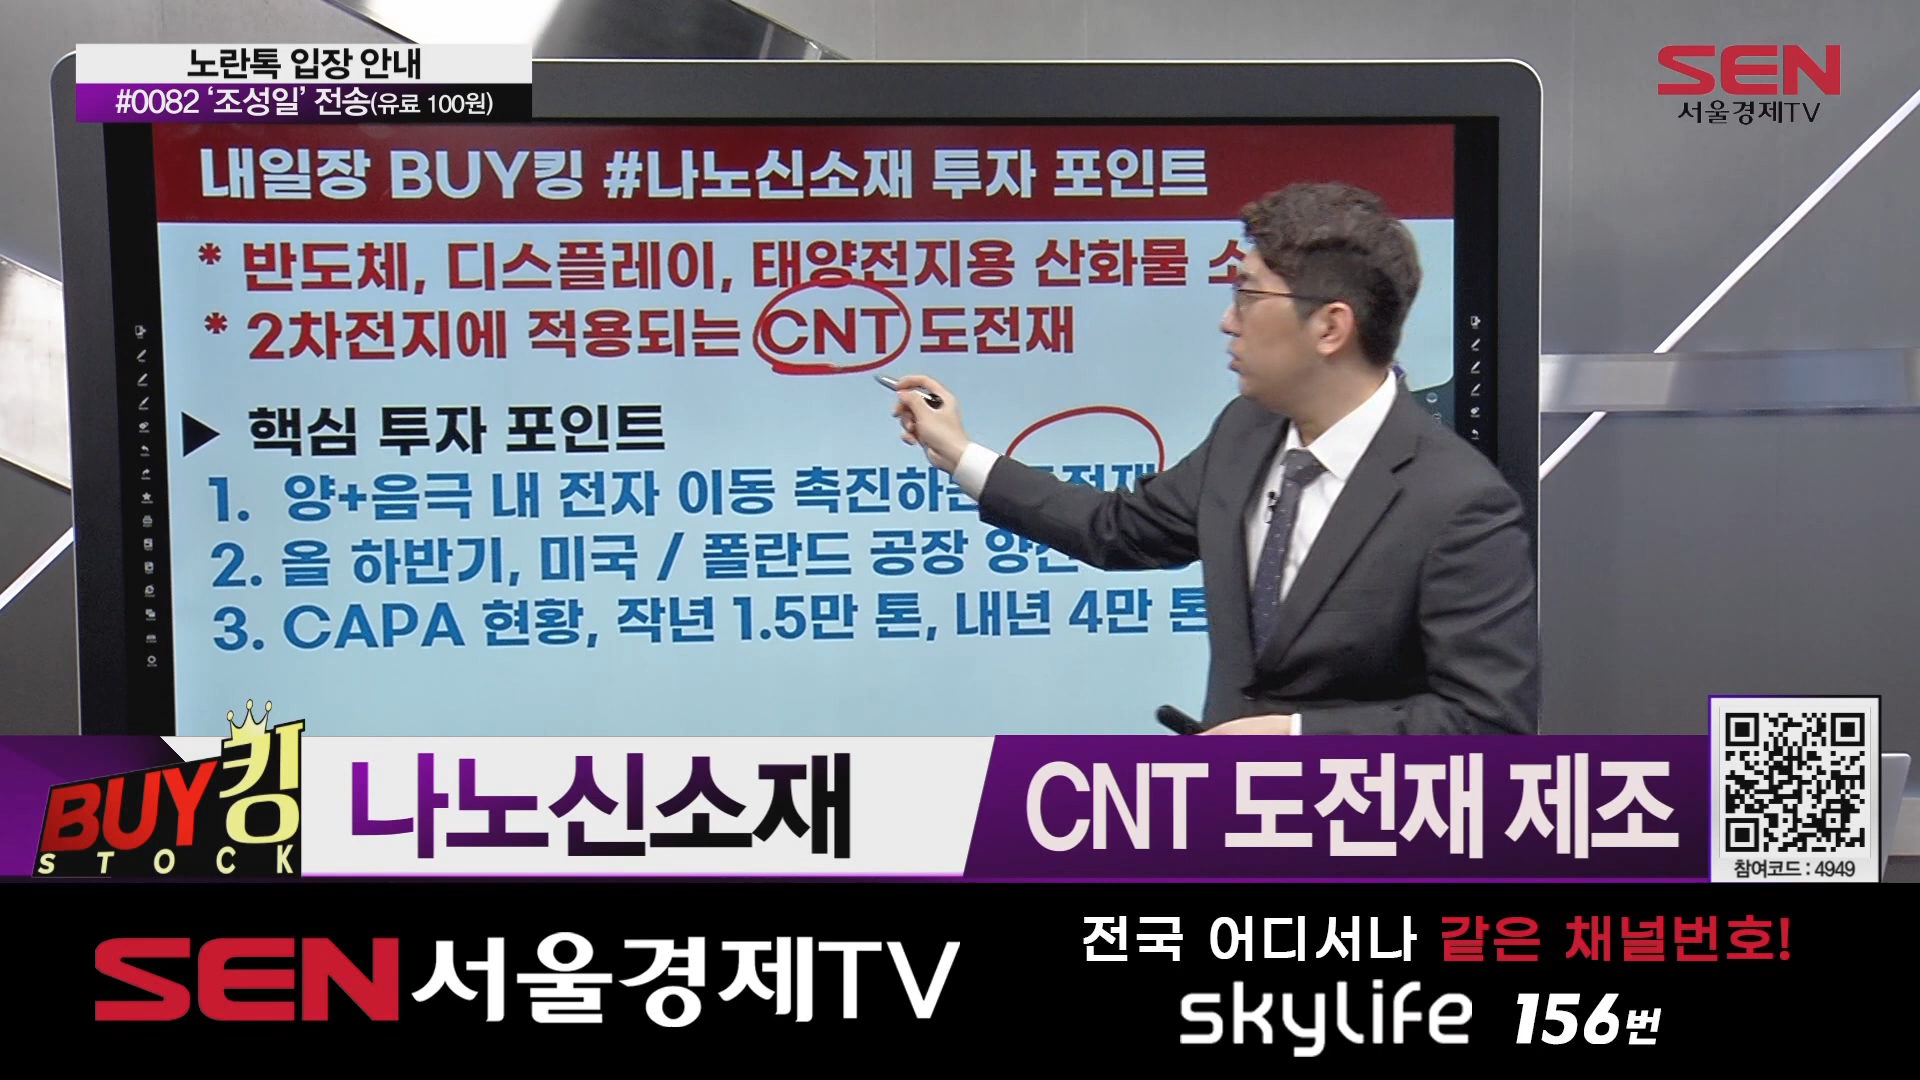 노란톡 입장 안내
#0082 ‘조성일’ 전송(유료 100원)
SEN
서울경제TV
내일장 BUY킹 #나노신소재 투자 포인트
* 반도체, 디스플레이, 태양전지용 산화물
* 2차전지에 적용되는 CNT 도전재
▶ 핵심 투자 포인트
1. 양+음극 내 전자 이동 촉진하는 도전재
2. 올 하반기, 미국 / 폴란드 공장 양산
3. CAPA 현황, 작년 1.5만 톤, 내년 4만 톤
BUY킹
STOCK
나노신소재
CNT 도전재 제조
참여코드 : 4949
SEN 서울경제TV
전국 어디서나 같은 채널번호!
skylife 156번